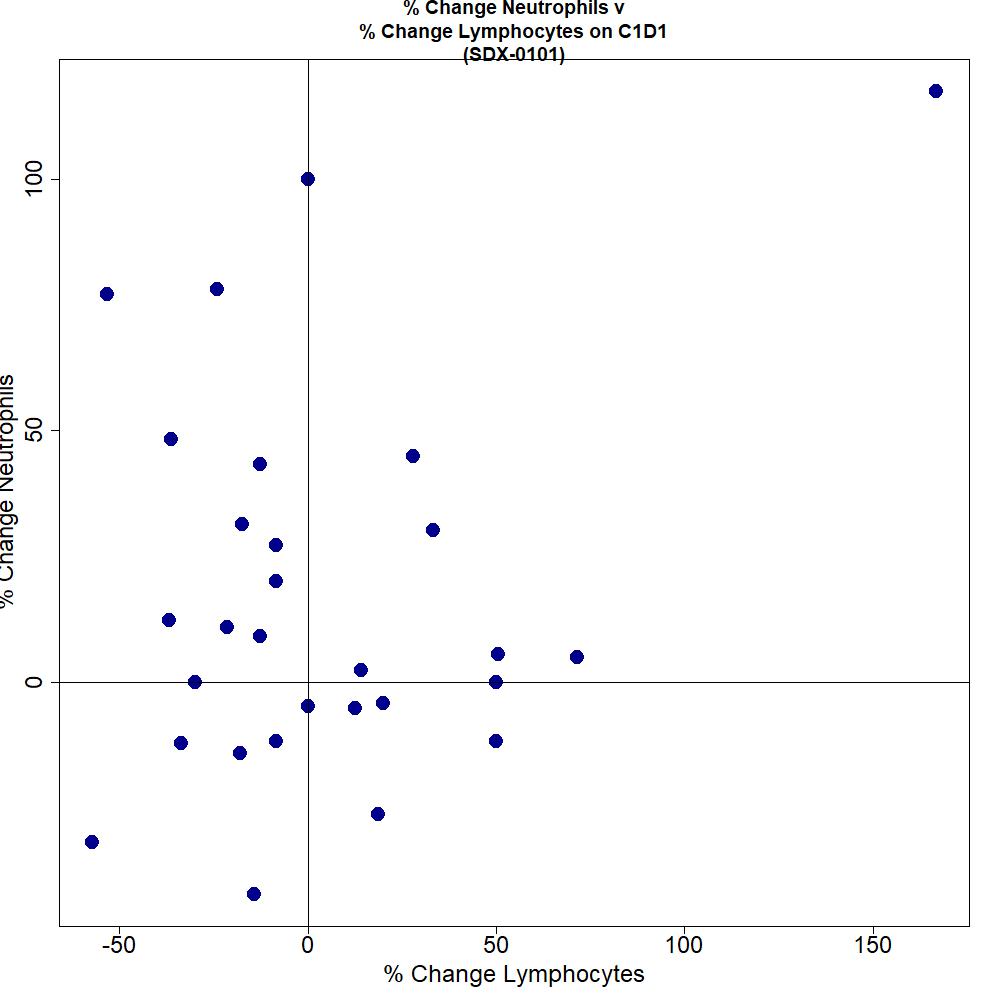 % Change Neutrophils v
% Change Lymphocytes on C1D1
(SDX-0101)
% Change Neutrophils
100
50
0
-50
0
50
100
150
% Change Lymphocytes